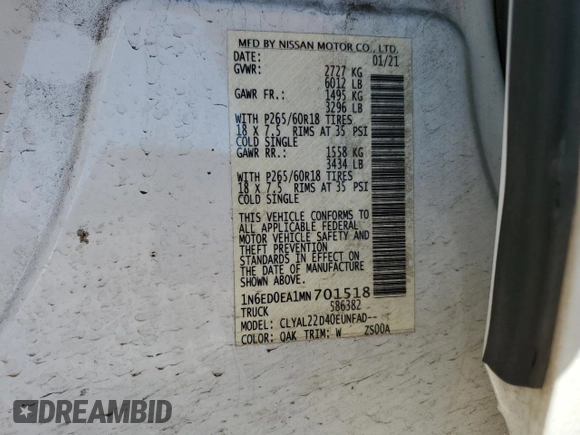 MFD BY NISSAN MOTOR CO., LTD.
DATE: 01/21
GVWR: 2727 KG
6012 LB
GAWR FR.: 1495 KG
3296 LB
WITH P265/60R18 TIRES
18 X 7.5 RIMS AT 35 PSI
COLD SINGLE
GAWR RR.: 1558 KG
3434 LB
WITH P265/60R18 TIRES
18 X 7.5 RIMS AT 35 PSI
COLD SINGLE
THIS VEHICLE CONFORMS TO
ALL APPLICABLE FEDERAL
MOTOR VEHICLE SAFETY AND
THEFT PREVENTION
STANDARDS IN EFFECT ON
THE DATE OF MANUFACTURE
SHOWN ABOVE.
1N6ED0EA1MN701518
TRUCK 586382
MODEL: CLYAL22D40EUNFAD--
COLOR: QAK TRIM: W ZS00A
DREAMBID